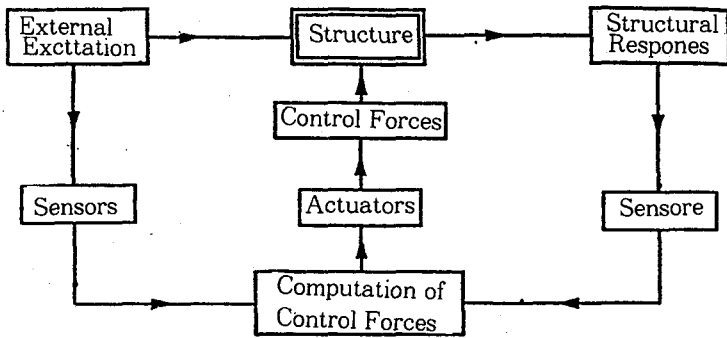 External
Excttation
Structure
Structural
Respones
Control Forces
Sensors
Actuators
Sensore
Computation of
Control Forces